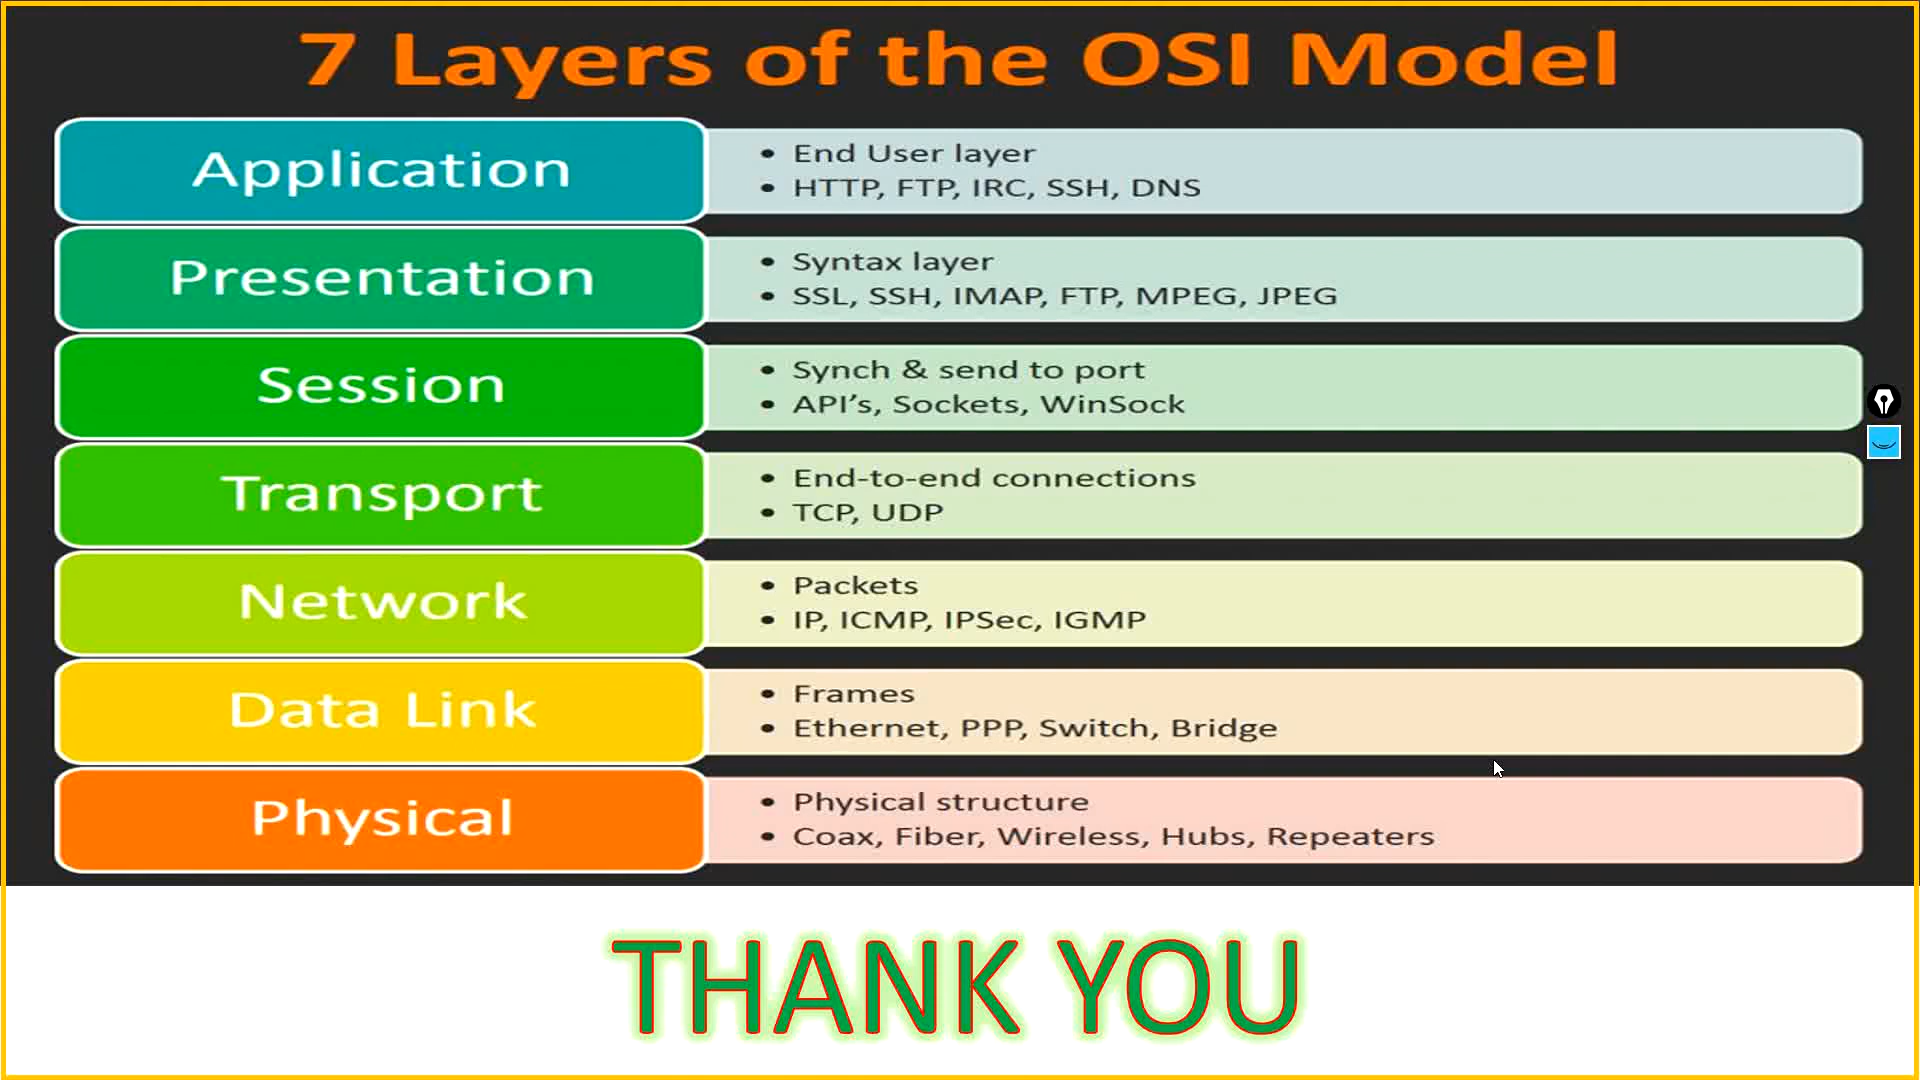 7 Layers of the OSI Model
Application
• End User layer
• HTTP, FTP, IRC, SSH, DNS
Presentation
• Syntax layer
• SSL, SSH, IMAP, FTP, MPEG, JPEG
Session
• Synch & send to port
• API’s, Sockets, WinSock
Transport
• End-to-end connections
• TCP, UDP
Network
• Packets
• IP, ICMP, IPSec, IGMP
Data Link
• Frames
• Ethernet, PPP, Switch, Bridge
Physical
• Physical structure
• Coax, Fiber, Wireless, Hubs, Repeaters
THANK YOU